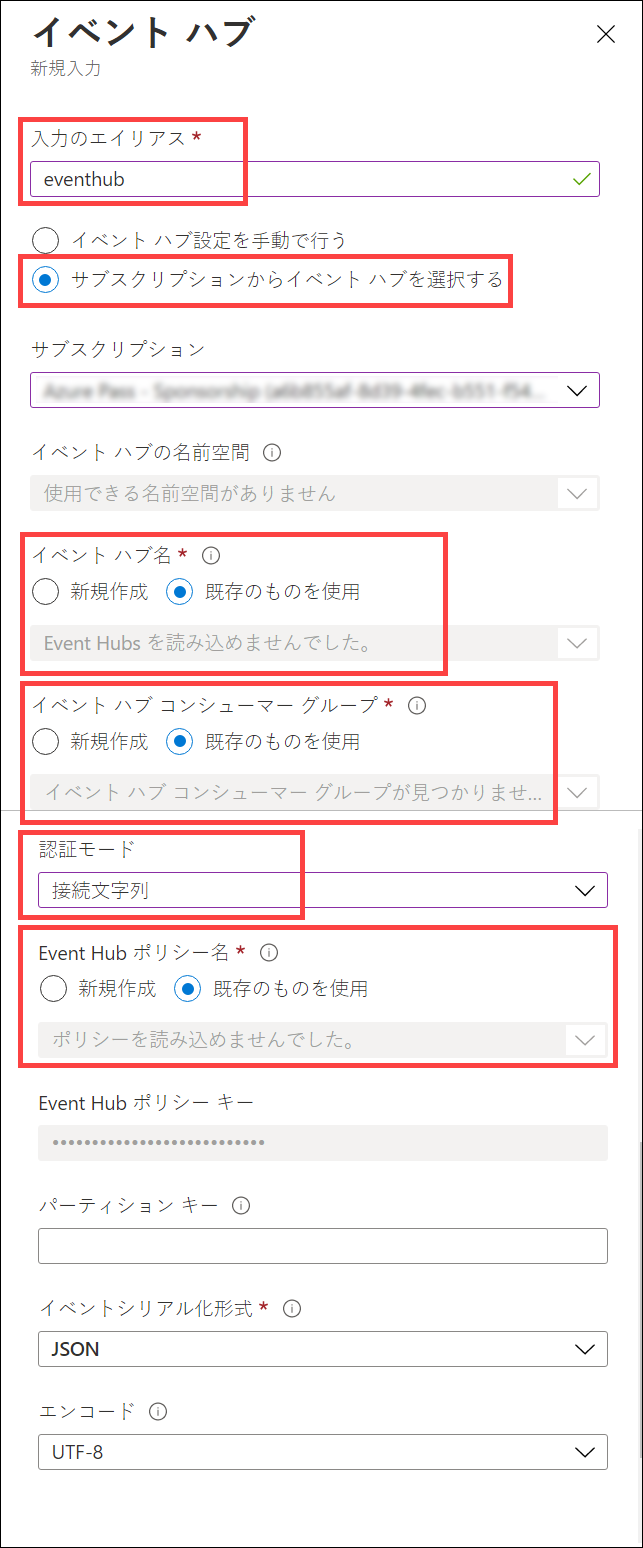 イベント ハブ
新規入力
入力のエイリアス *
eventhub
イベント ハブ設定を手動で行う
サブスクリプションからイベント ハブを選択する
サブスクリプション
Azure Pass - Sponsorship
イベント ハブの名前空間
使用できる名前空間がありません
イベント ハブ名 *
新規作成 既存のものを使用
Event Hubs を読み込めませんでした。
イベント ハブ コンシューマー グループ *
新規作成 既存のものを使用
イベント ハブ コンシューマー グループが見つかりませ...
認証モード
接続文字列
Event Hub ポリシー名 *
新規作成 既存のものを使用
ポリシーを読み込めませんでした。
Event Hub ポリシー キー
パーティション キー
イベントシリアル化形式 *
JSON
エンコード
UTF-8